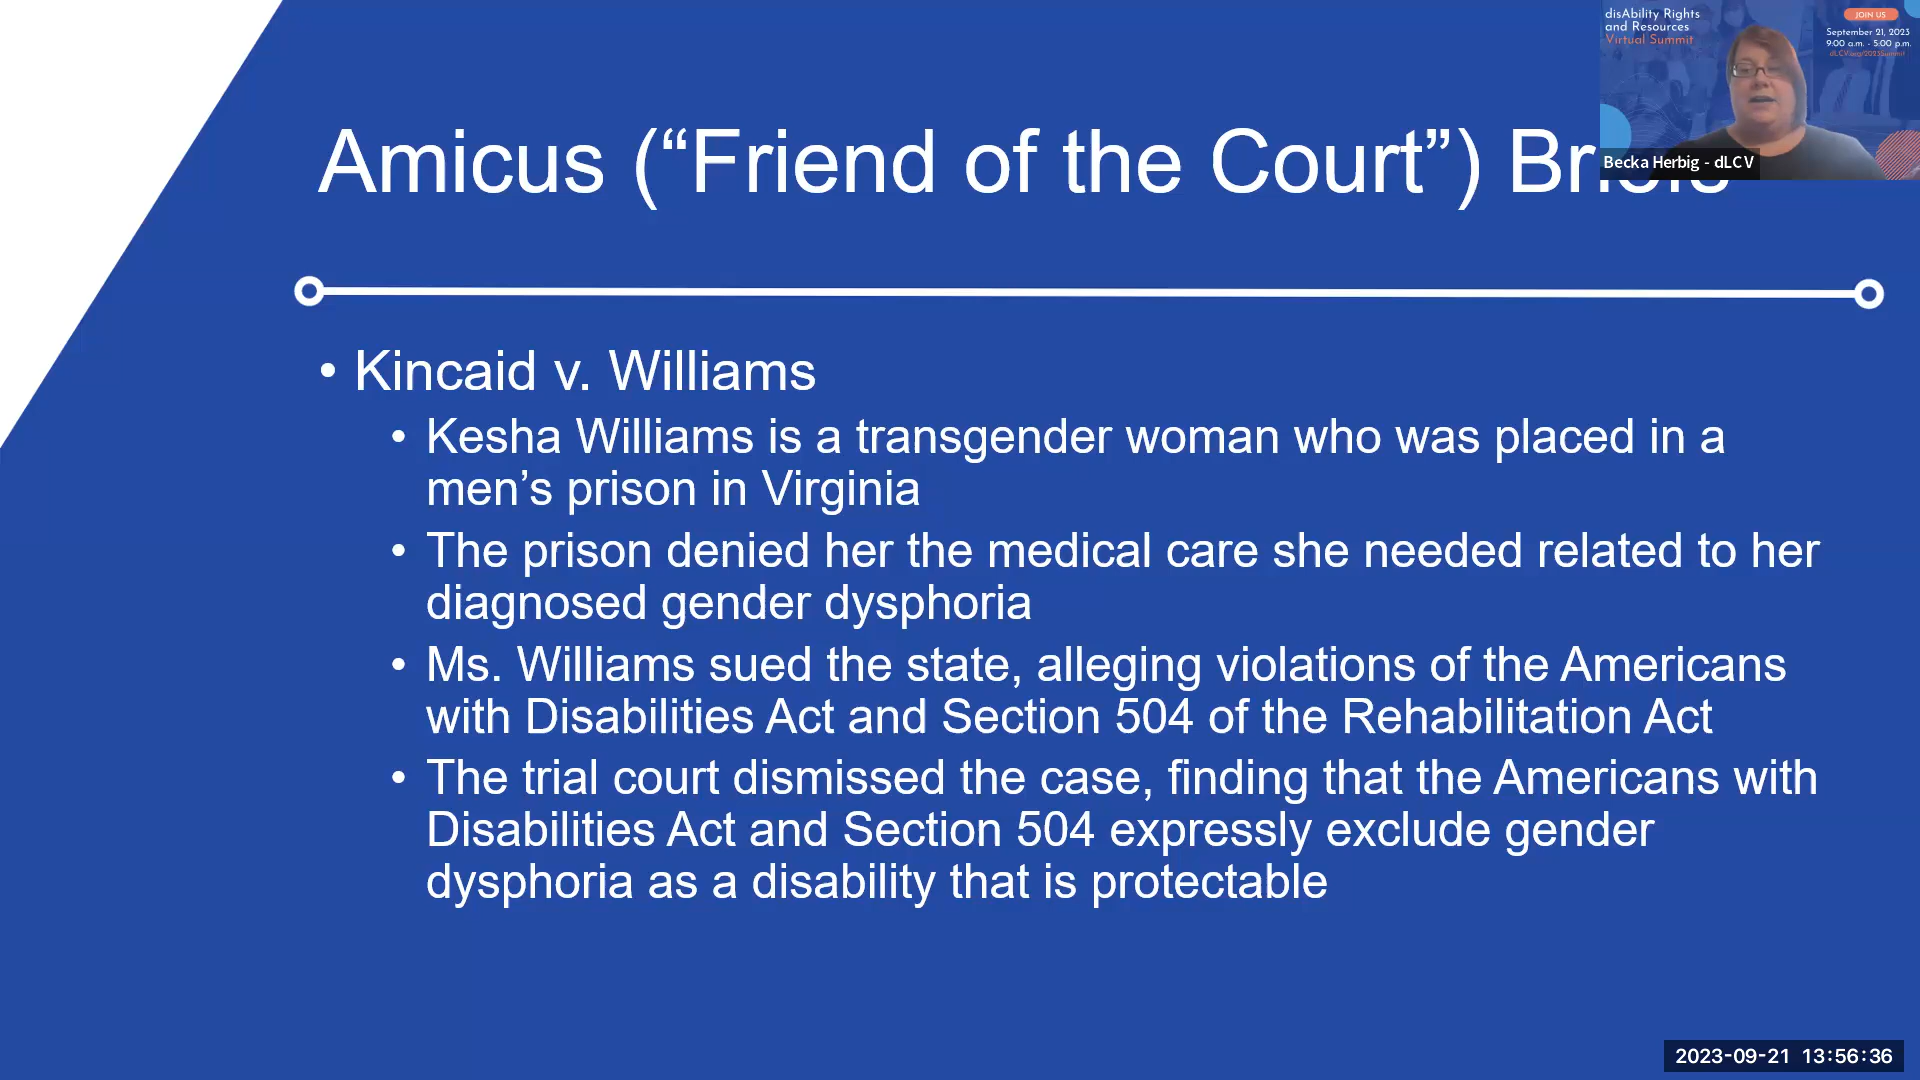 disAbility Rights
and Resources
Virtual Summit
JOIN US
September 21, 2023
9:00 a.m. - 5:00 p.m.
Becka Herbig - dLCV
Amicus (“Friend of the Court”) Briefs
• Kincaid v. Williams
• Kesha Williams is a transgender woman who was placed in a
men’s prison in Virginia
• The prison denied her the medical care she needed related to her
diagnosed gender dysphoria
• Ms. Williams sued the state, alleging violations of the Americans
with Disabilities Act and Section 504 of the Rehabilitation Act
• The trial court dismissed the case, finding that the Americans with
Disabilities Act and Section 504 expressly exclude gender
dysphoria as a disability that is protectable
2023-09-21 13:56:36